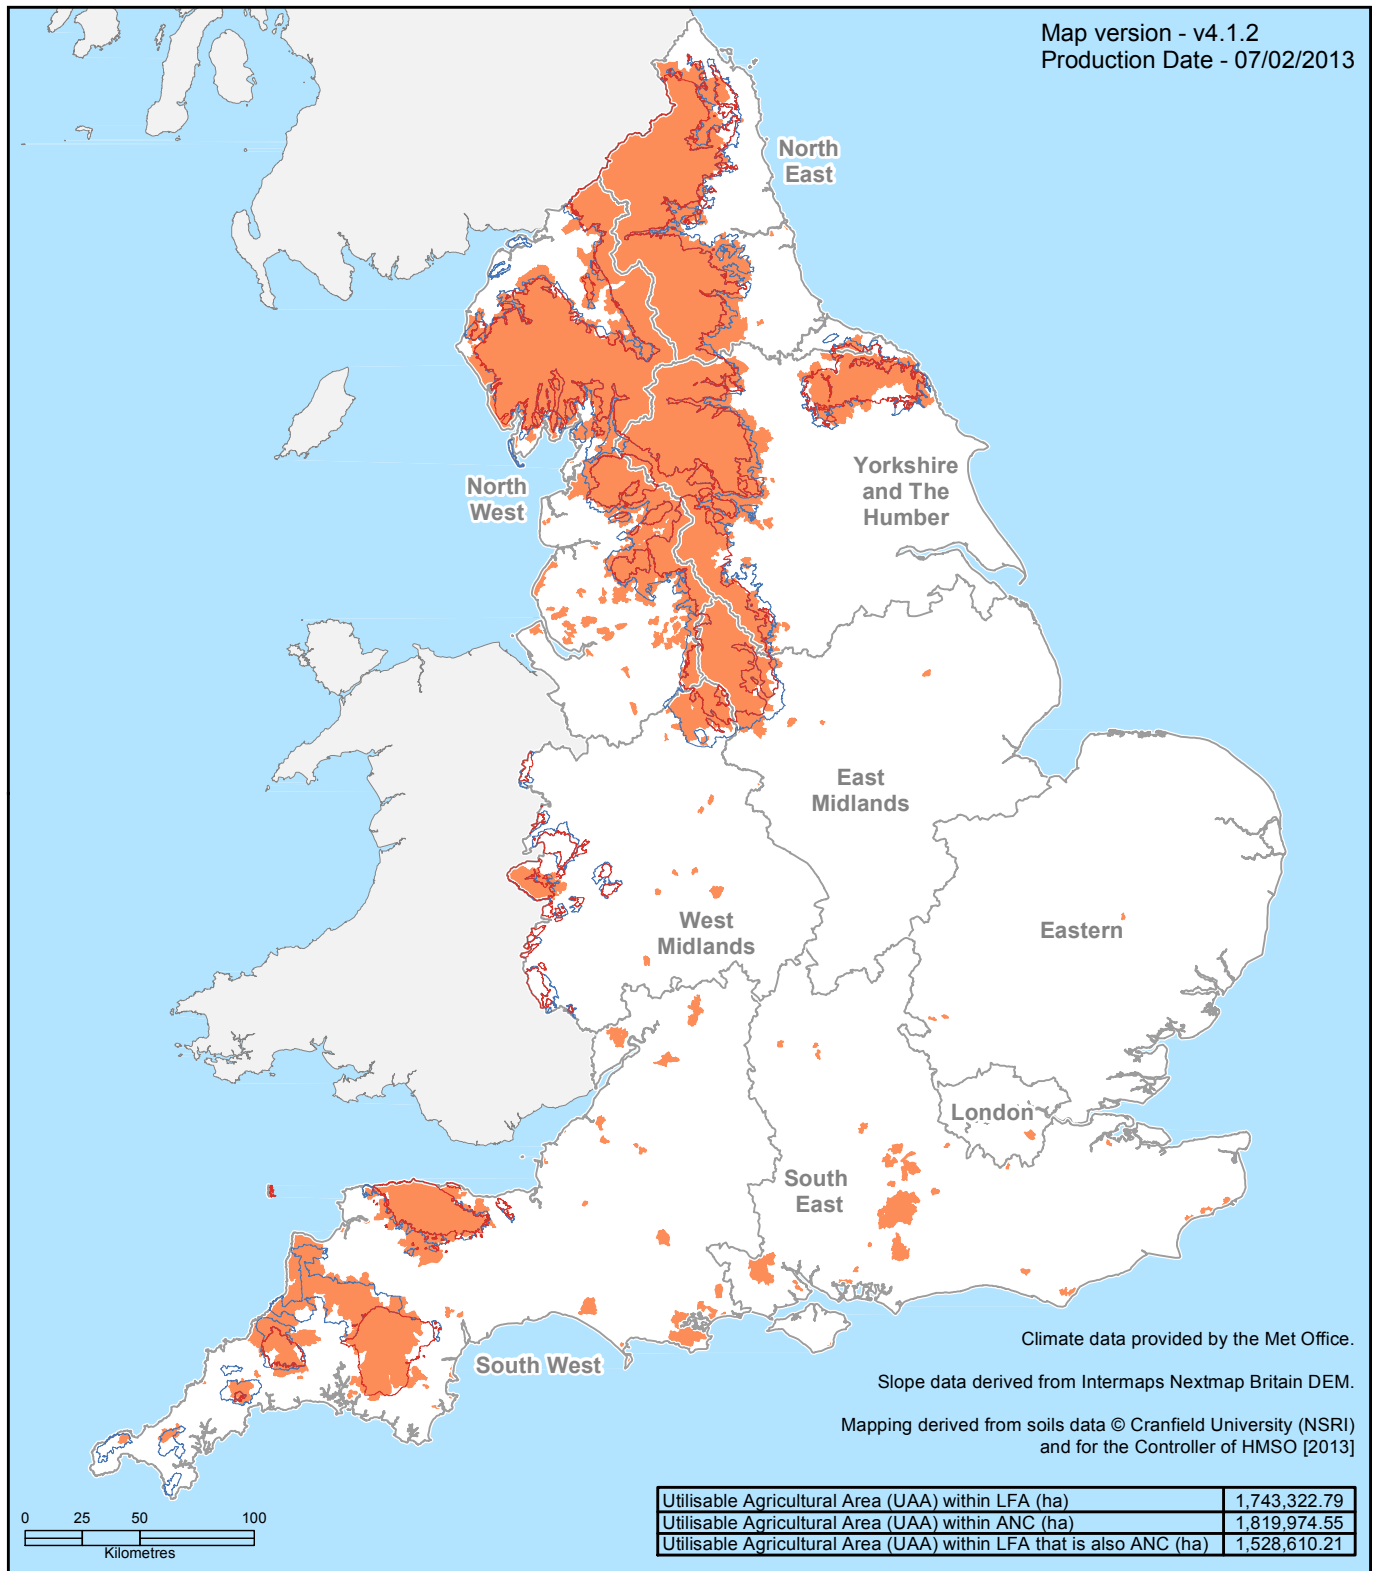 Map version - v4.1.2
Production Date - 07/02/2013
North
East
Yorkshire
and The
Humber
North
West
East
Midlands
West
Midlands
Eastern
London
South
East
South West
Climate data provided by the Met Office.
Slope data derived from Intermaps Nextmap Britain DEM.
Mapping derived from soils data © Cranfield University (NSRI)
and for the Controller of HMSO [2013]
Utilisable Agricultural Area (UAA) within LFA (ha) 1,743,322.79
Utilisable Agricultural Area (UAA) within ANC (ha) 1,819,974.55
Utilisable Agricultural Area (UAA) within LFA that is also ANC (ha) 1,528,610.21
0 25 50 100
Kilometres